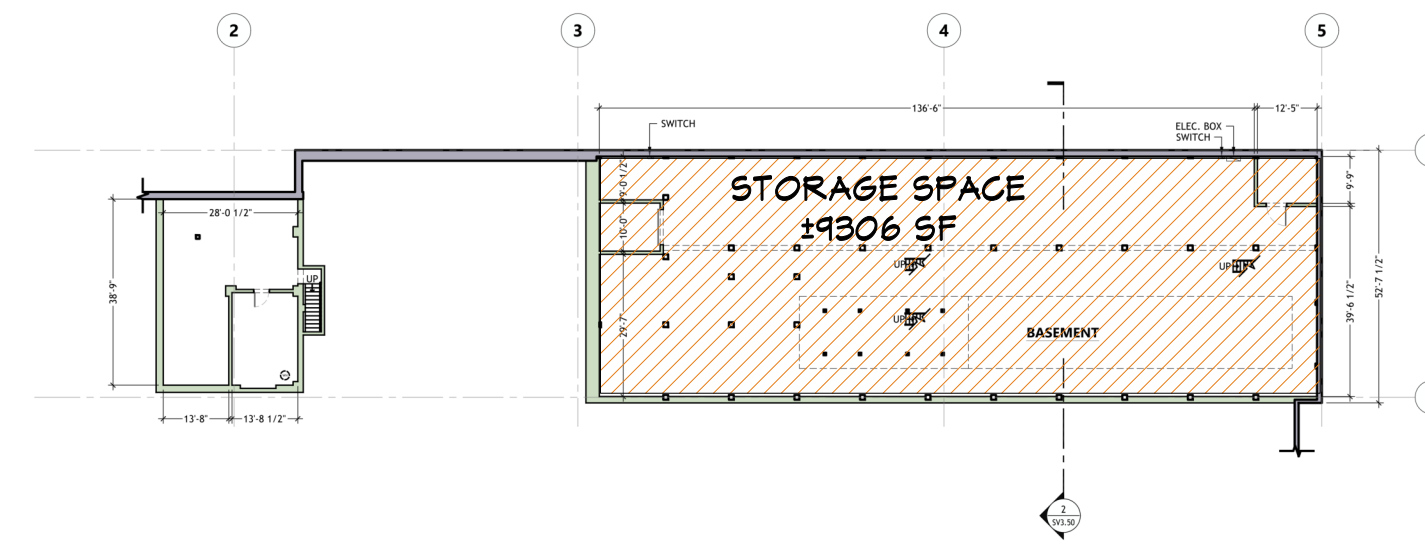 2
3
4
5
136'-6"
12'-5"
SWITCH
ELEC. BOX
SWITCH
STORAGE SPACE
±9306 SF
9'-0 1/2"
10'-0"
29'-7"
9'-9"
39'-6 1/2"
52'-7 1/2"
28'-0 1/2"
38'-9"
UP
UP
UP
UP
BASEMENT
13'-8"
13'-8 1/2"
2
SV3.50